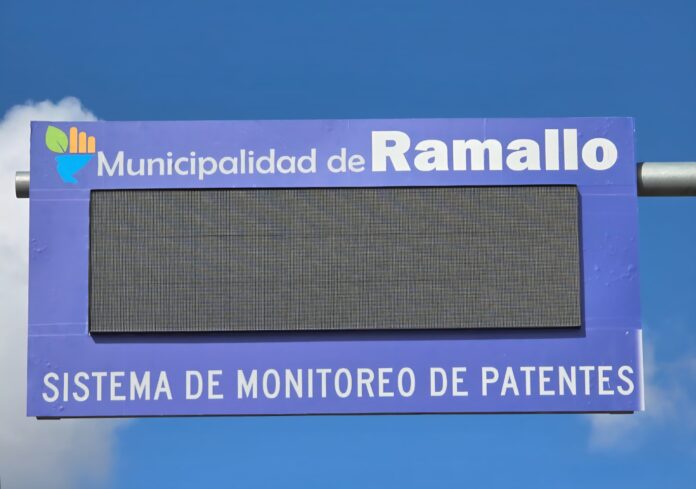 Municipalidad de Ramallo
SISTEMA DE MONITOREO DE PATENTES